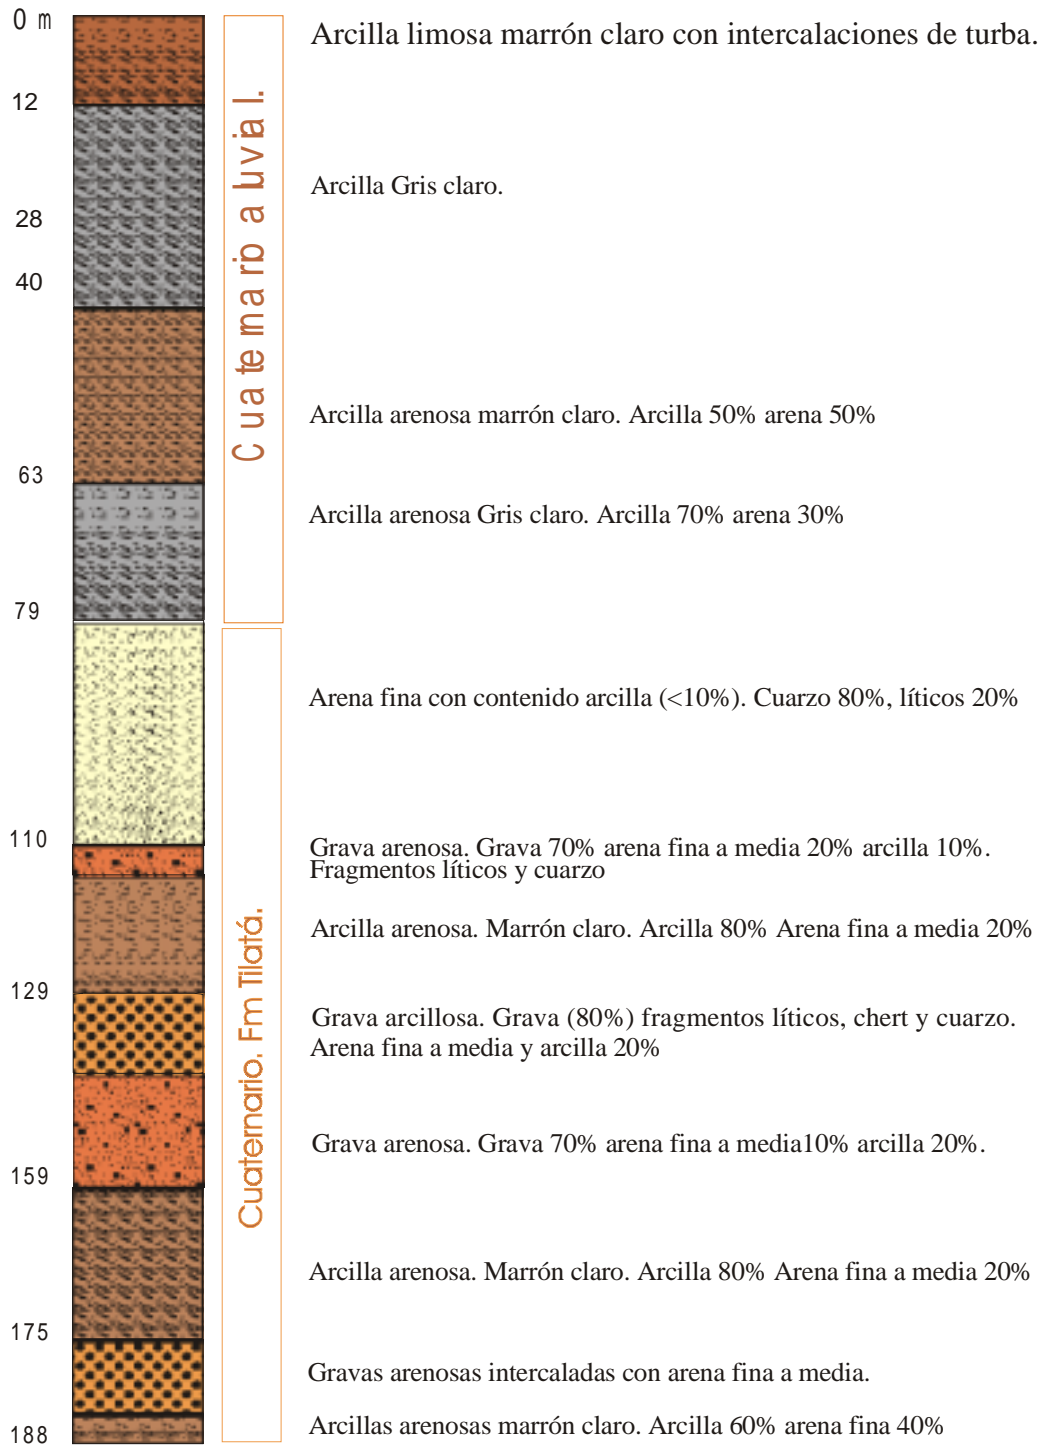 0 m
Arcilla limosa marrón claro con intercalaciones de turba.
12
Cuaternario aluvial.
Arcilla Gris claro.
28
40
Arcilla arenosa marrón claro. Arcilla 50% arena 50%
63
Arcilla arenosa Gris claro. Arcilla 70% arena 30%
79
Arena fina con contenido arcilla (<10%). Cuarzo 80%, líticos 20%
110
Grava arenosa. Grava 70% arena fina a media 20% arcilla 10%.
Fragmentos líticos y cuarzo
Cuaternario. Fm Tilatá.
Arcilla arenosa. Marrón claro. Arcilla 80% Arena fina a media 20%
129
Grava arcillosa. Grava (80%) fragmentos líticos, chert y cuarzo.
Arena fina a media y arcilla 20%
Grava arenosa. Grava 70% arena fina a media10% arcilla 20%.
159
Arcilla arenosa. Marrón claro. Arcilla 80% Arena fina a media 20%
175
Gravas arenosas intercaladas con arena fina a media.
Arcillas arenosas marrón claro. Arcilla 60% arena fina 40%
188